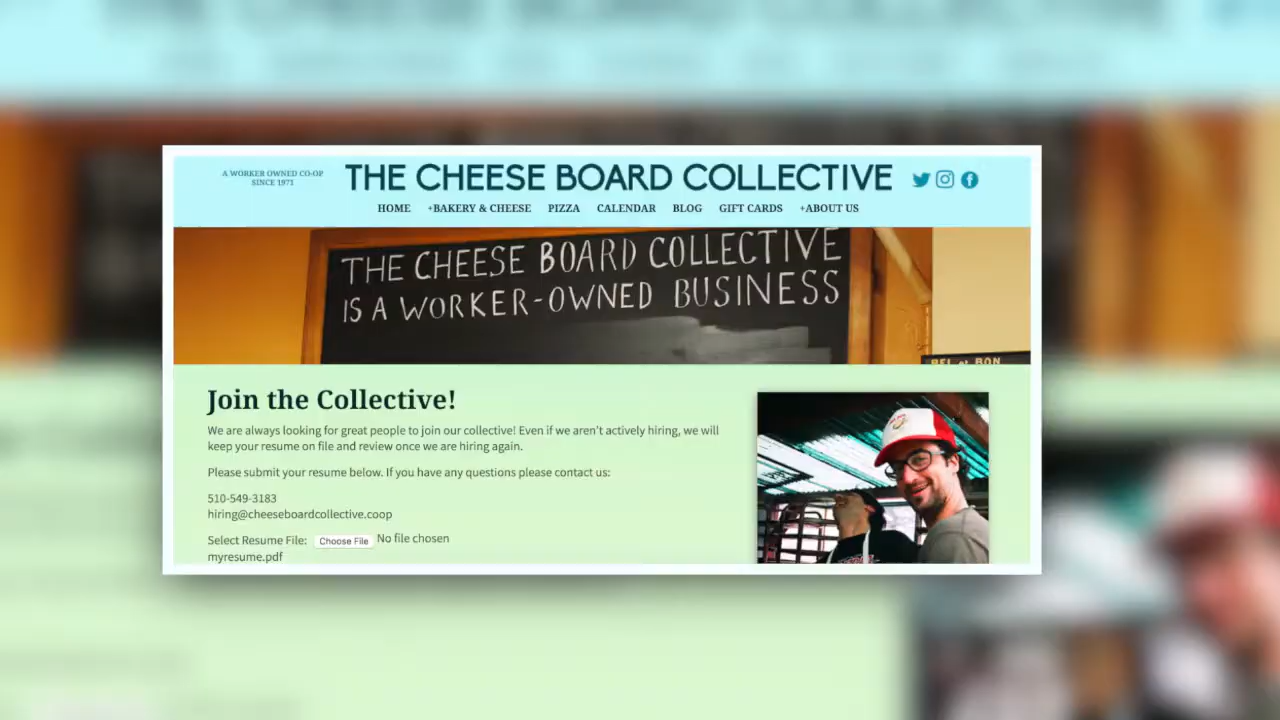 A WORKER OWNED CO-OP
SINCE 1971
THE CHEESE BOARD COLLECTIVE
HOME +BAKERY & CHEESE PIZZA CALENDAR BLOG GIFT CARDS +ABOUT US
THE CHEESE BOARD COLLECTIVE
IS A WORKER-OWNED BUSINESS
BEL o' BON
Join the Collective!
We are always looking for great people to join our collective! Even if we aren't actively hiring, we will
keep your resume on file and review once we are hiring again.
Please submit your resume below. If you have any questions please contact us:
510-549-3183
hiring@cheeseboardcollective.coop
Select Resume File: Choose File No file chosen
myresume.pdf